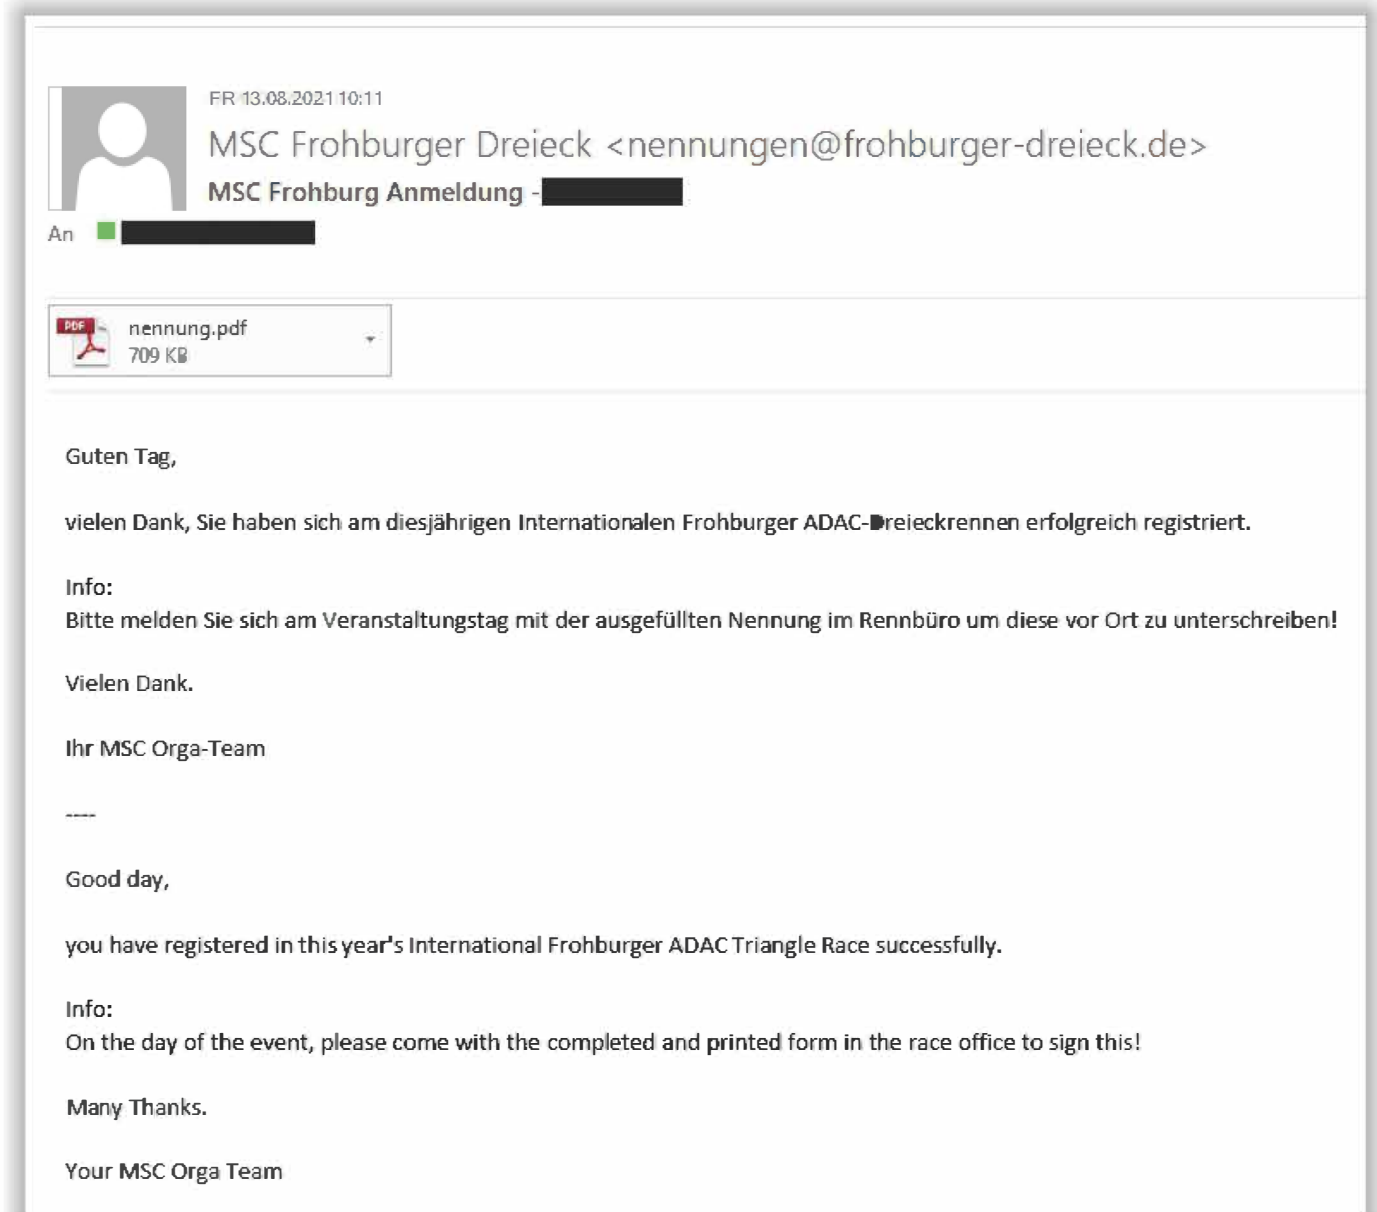 FR 13.08.2021 10:11
MSC Frohburger Dreieck <nennungen@frohburger-dreieck.de>
MSC Frohburg Anmeldung -
An
PDF nennung.pdf
709 KB
Guten Tag,
vielen Dank, Sie haben sich am diesjährigen Internationalen Frohburger ADAC-Dreieckrennen erfolgreich registriert.
Info:
Bitte melden Sie sich am Veranstaltungstag mit der ausgefüllten Nennung im Rennbüro um diese vor Ort zu unterschreiben!
Vielen Dank.
Ihr MSC Orga-Team
----
Good day,
you have registered in this year's International Frohburger ADAC Triangle Race successfully.
Info:
On the day of the event, please come with the completed and printed form in the race office to sign this!
Many Thanks.
Your MSC Orga Team